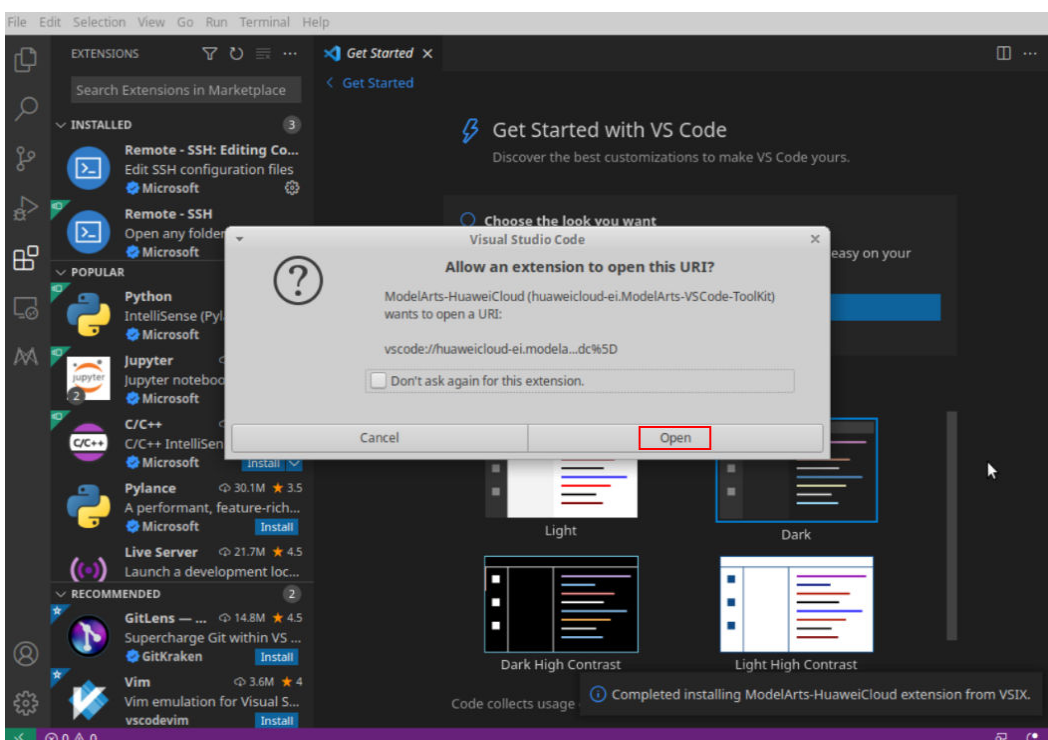 File Edit Selection View Go Run Terminal Help
EXTENSIONS
Search Extensions in Marketplace
INSTALLED 3
Remote - SSH: Editing Co...
Edit SSH configuration files
Microsoft
Remote - SSH
Open any folder
Microsoft
POPULAR
Python
IntelliSense (Pyl
Microsoft
Jupyter
Jupyter noteboo
Microsoft
2
C/C++
C/C++ IntelliSen
Microsoft Install
Pylance 30.1M ★ 3.5
A performant, feature-rich...
Microsoft Install
Live Server 21.7M ★ 4.5
Launch a development loc...
RECOMMENDED 2
GitLens — ... 14.8M ★ 4.5
Supercharge Git within VS ...
GitKraken Install
Vim 3.6M ★ 4
Vim emulation for Visual S...
vscodevim Install
Get Started
Get Started
Get Started with VS Code
Discover the best customizations to make VS Code yours.
Choose the look you want
easy on your
Visual Studio Code
Allow an extension to open this URI?
ModelArts-HuaweiCloud (huaweicloud-ei.ModelArts-VSCode-ToolKit)
wants to open a URI:
vscode://huaweicloud-ei.modela...dc%5D
Don't ask again for this extension.
Cancel Open
Light Dark
Dark High Contrast Light High Contrast
Code collects usage
Completed installing ModelArts-HuaweiCloud extension from VSIX.
0 0